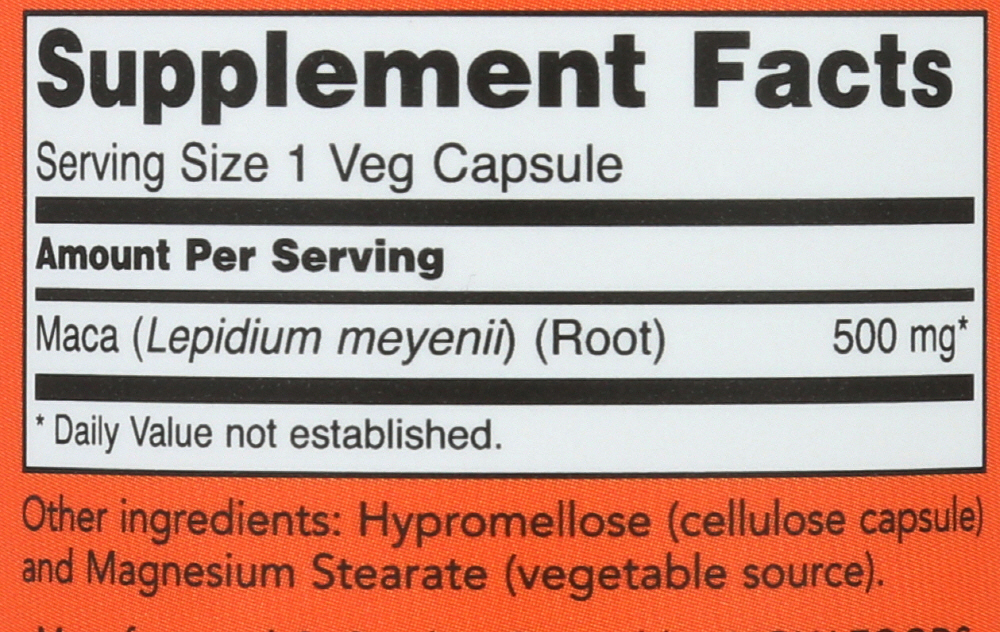 Supplement Facts
Serving Size 1 Veg Capsule
Amount Per Serving
Maca (Lepidium meyenii) (Root) 500 mg*
* Daily Value not established.
Other ingredients: Hypromellose (cellulose capsule)
and Magnesium Stearate (vegetable source).